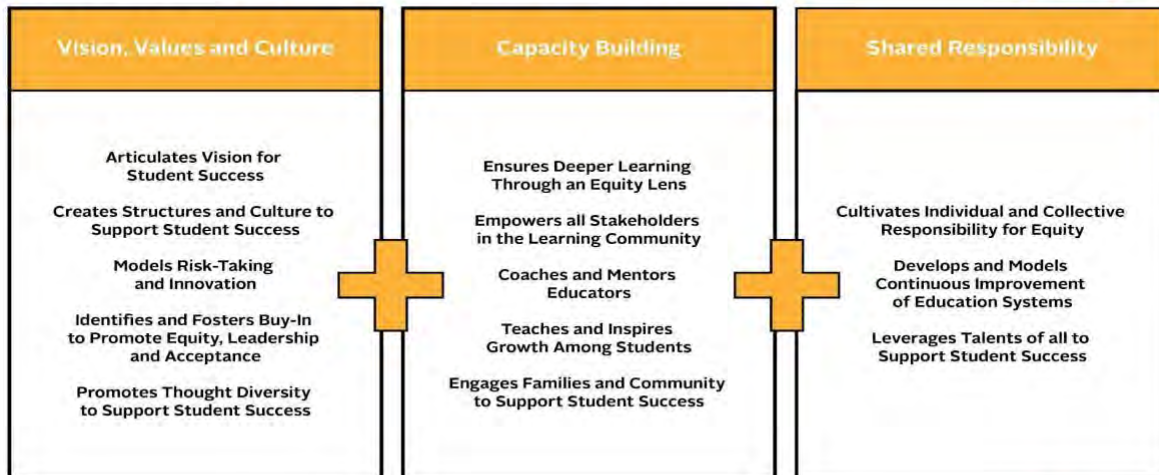 Vision, Values and Culture
Articulates Vision for
Student Success
Creates Structures and Culture to
Support Student Success
Models Risk-Taking
and Innovation
Identifies and Fosters Buy-In
to Promote Equity, Leadership
and Acceptance
Promotes Thought Diversity
to Support Student Success
Capacity Building
Ensures Deeper Learning
Through an Equity Lens
Empowers all Stakeholders
in the Learning Community
Coaches and Mentors
Educators
Teaches and Inspires
Growth Among Students
Engages Families and Community
to Support Student Success
Shared Responsibility
Cultivates Individual and Collective
Responsibility for Equity
Develops and Models
Continuous Improvement
of Education Systems
Leverages Talents of all to
Support Student Success